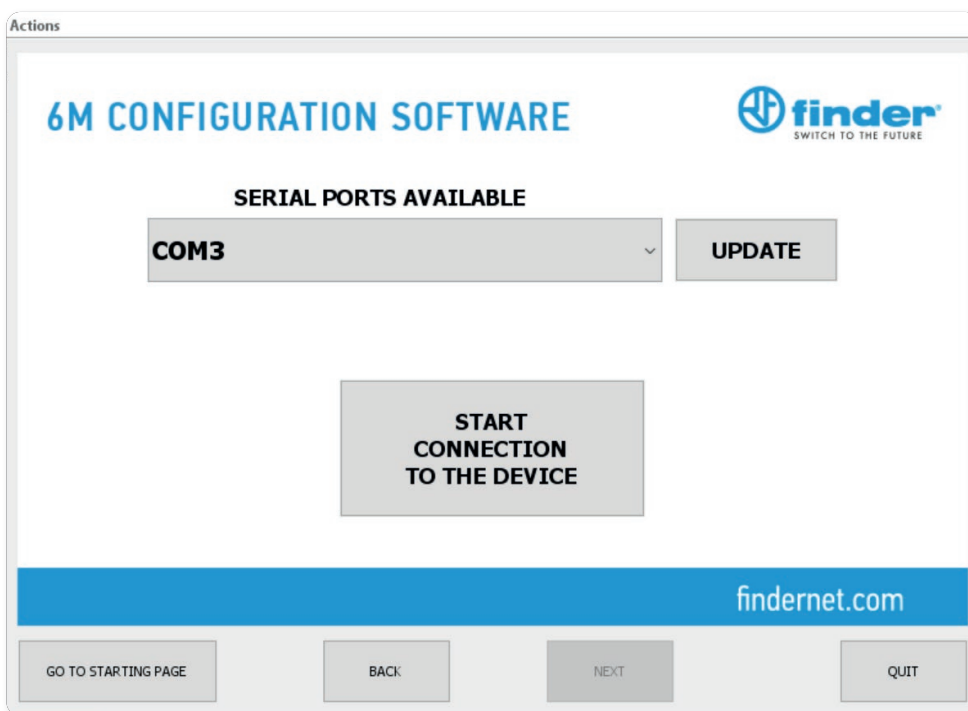 Actions
6M CONFIGURATION SOFTWARE
finder
SWITCH TO THE FUTURE
SERIAL PORTS AVAILABLE
COM3
UPDATE
START
CONNECTION
TO THE DEVICE
findernet.com
GO TO STARTING PAGE
BACK
NEXT
QUIT